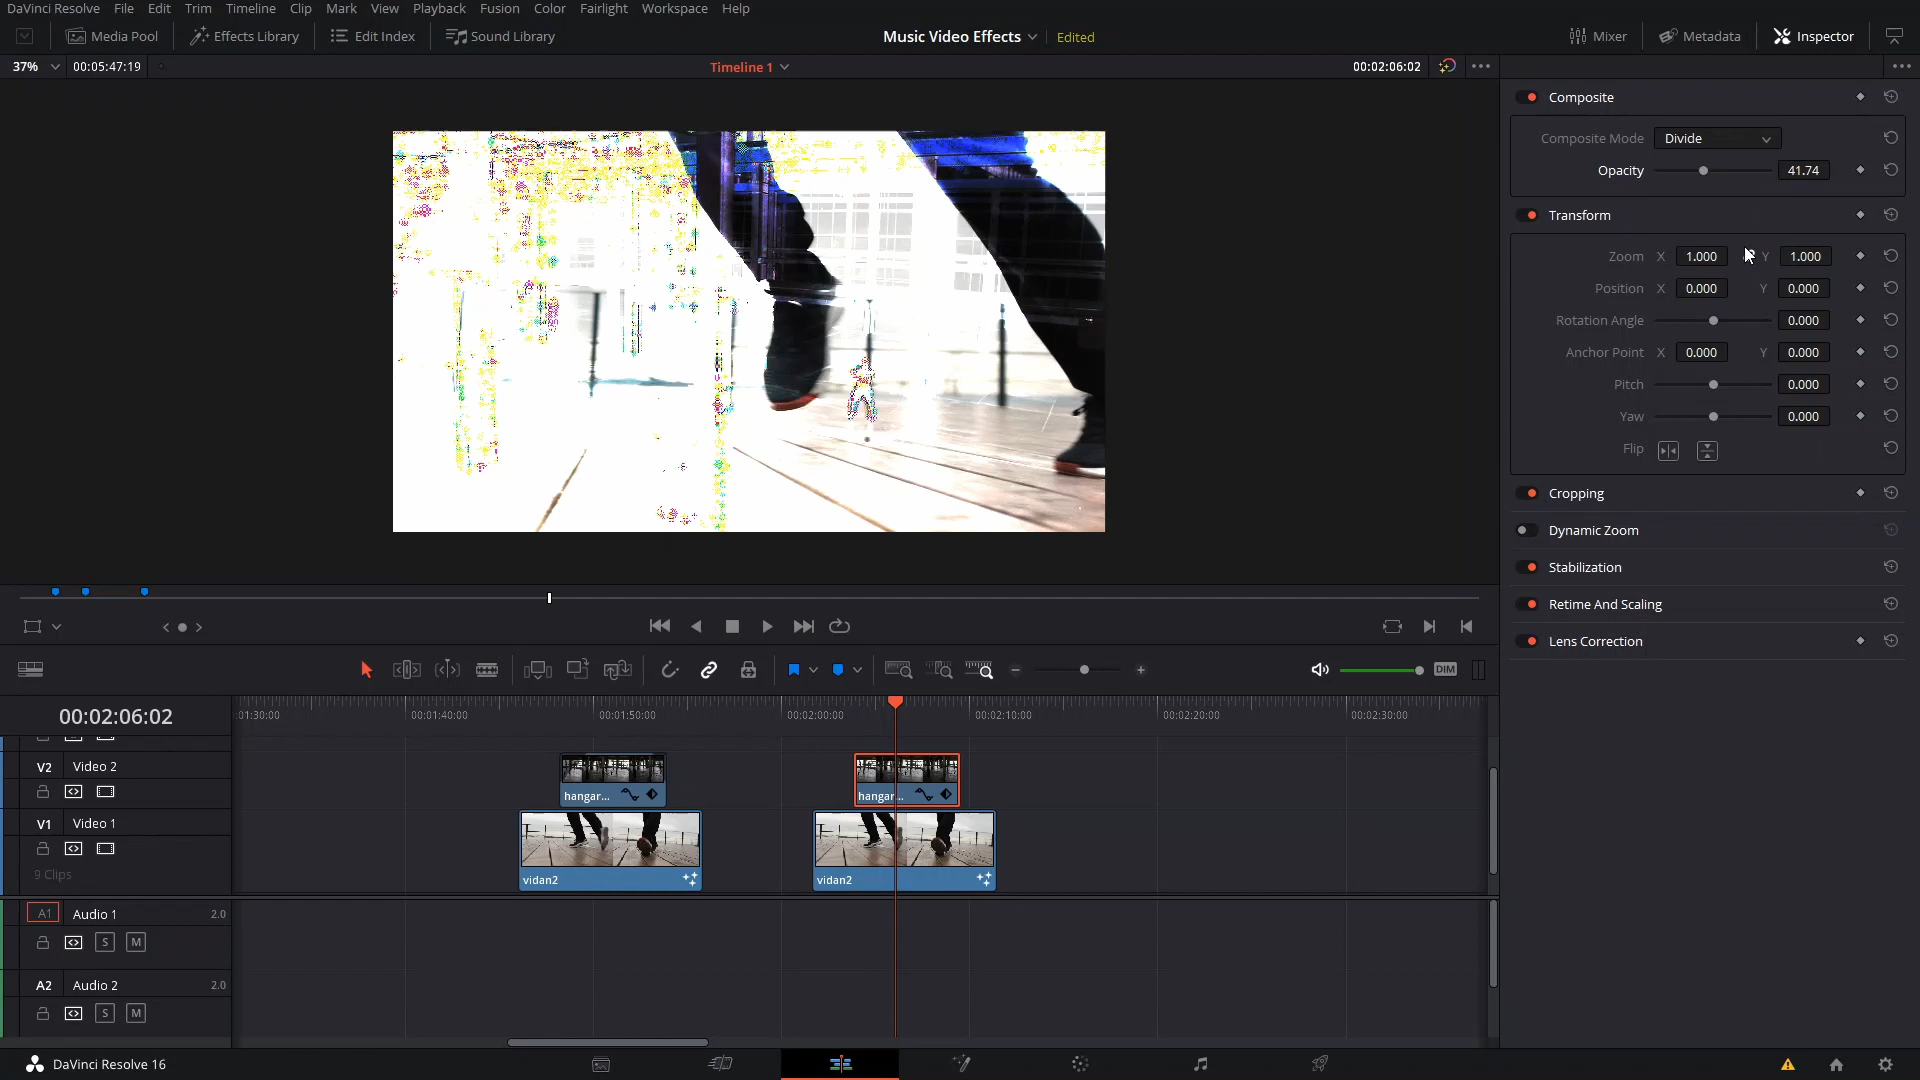 DaVinci Resolve File Edit Trim Timeline Clip Mark View Playback Fusion Color Fairlight Workspace Help
Media Pool Effects Library Edit Index Sound Library Music Video Effects Edited Mixer Metadata Inspector
37% 00:05:47:19 Timeline 1 00:02:06:02
Composite
Composite Mode Divide
Opacity 41.74
Transform
Zoom X 1.000 Y 1.000
Position X 0.000 Y 0.000
Rotation Angle 0.000
Anchor Point X 0.000 Y 0.000
Pitch 0.000
Yaw 0.000
Flip
Cropping
Dynamic Zoom
Stabilization
Retime And Scaling
Lens Correction
DIM
00:02:06:02
:01:30:00 00:01:40:00 00:01:50:00 00:02:00:00 00:02:10:00 00:02:20:00 00:02:30:00
V2 Video 2
hangar... hangar...
V1 Video 1
9 Clips
vidan2 vidan2
A1 Audio 1 2.0
S M
A2 Audio 2 2.0
S M
DaVinci Resolve 16